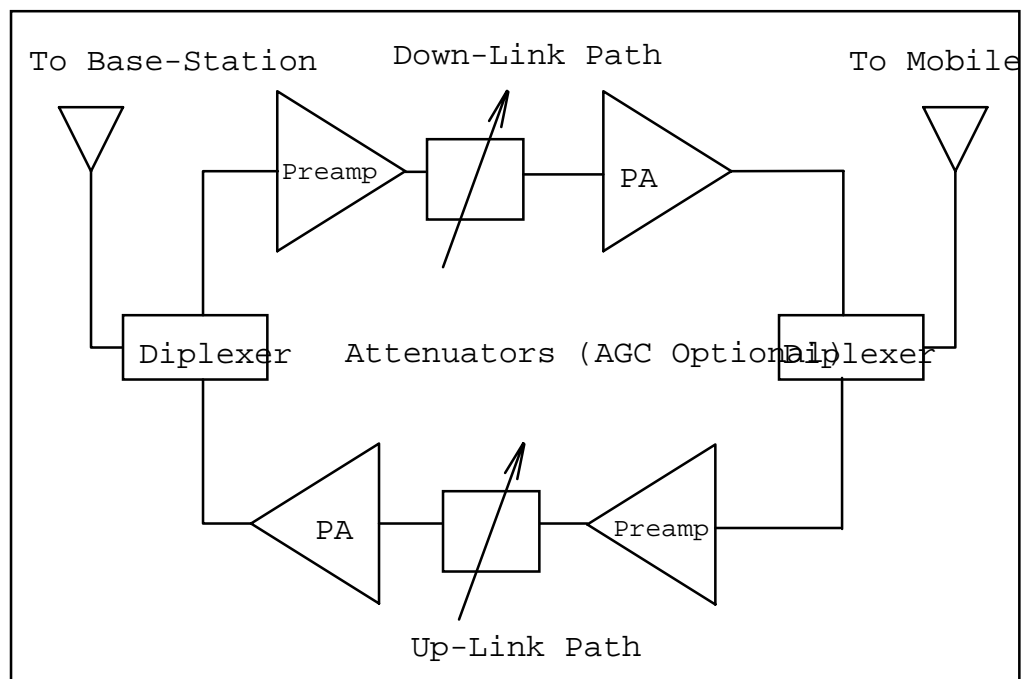 To Base-Station
Down-Link Path
To Mobile
Preamp
PA
Diplexer
Attenuators (AGC Optional)
Diplexer
PA
Preamp
Up-Link Path